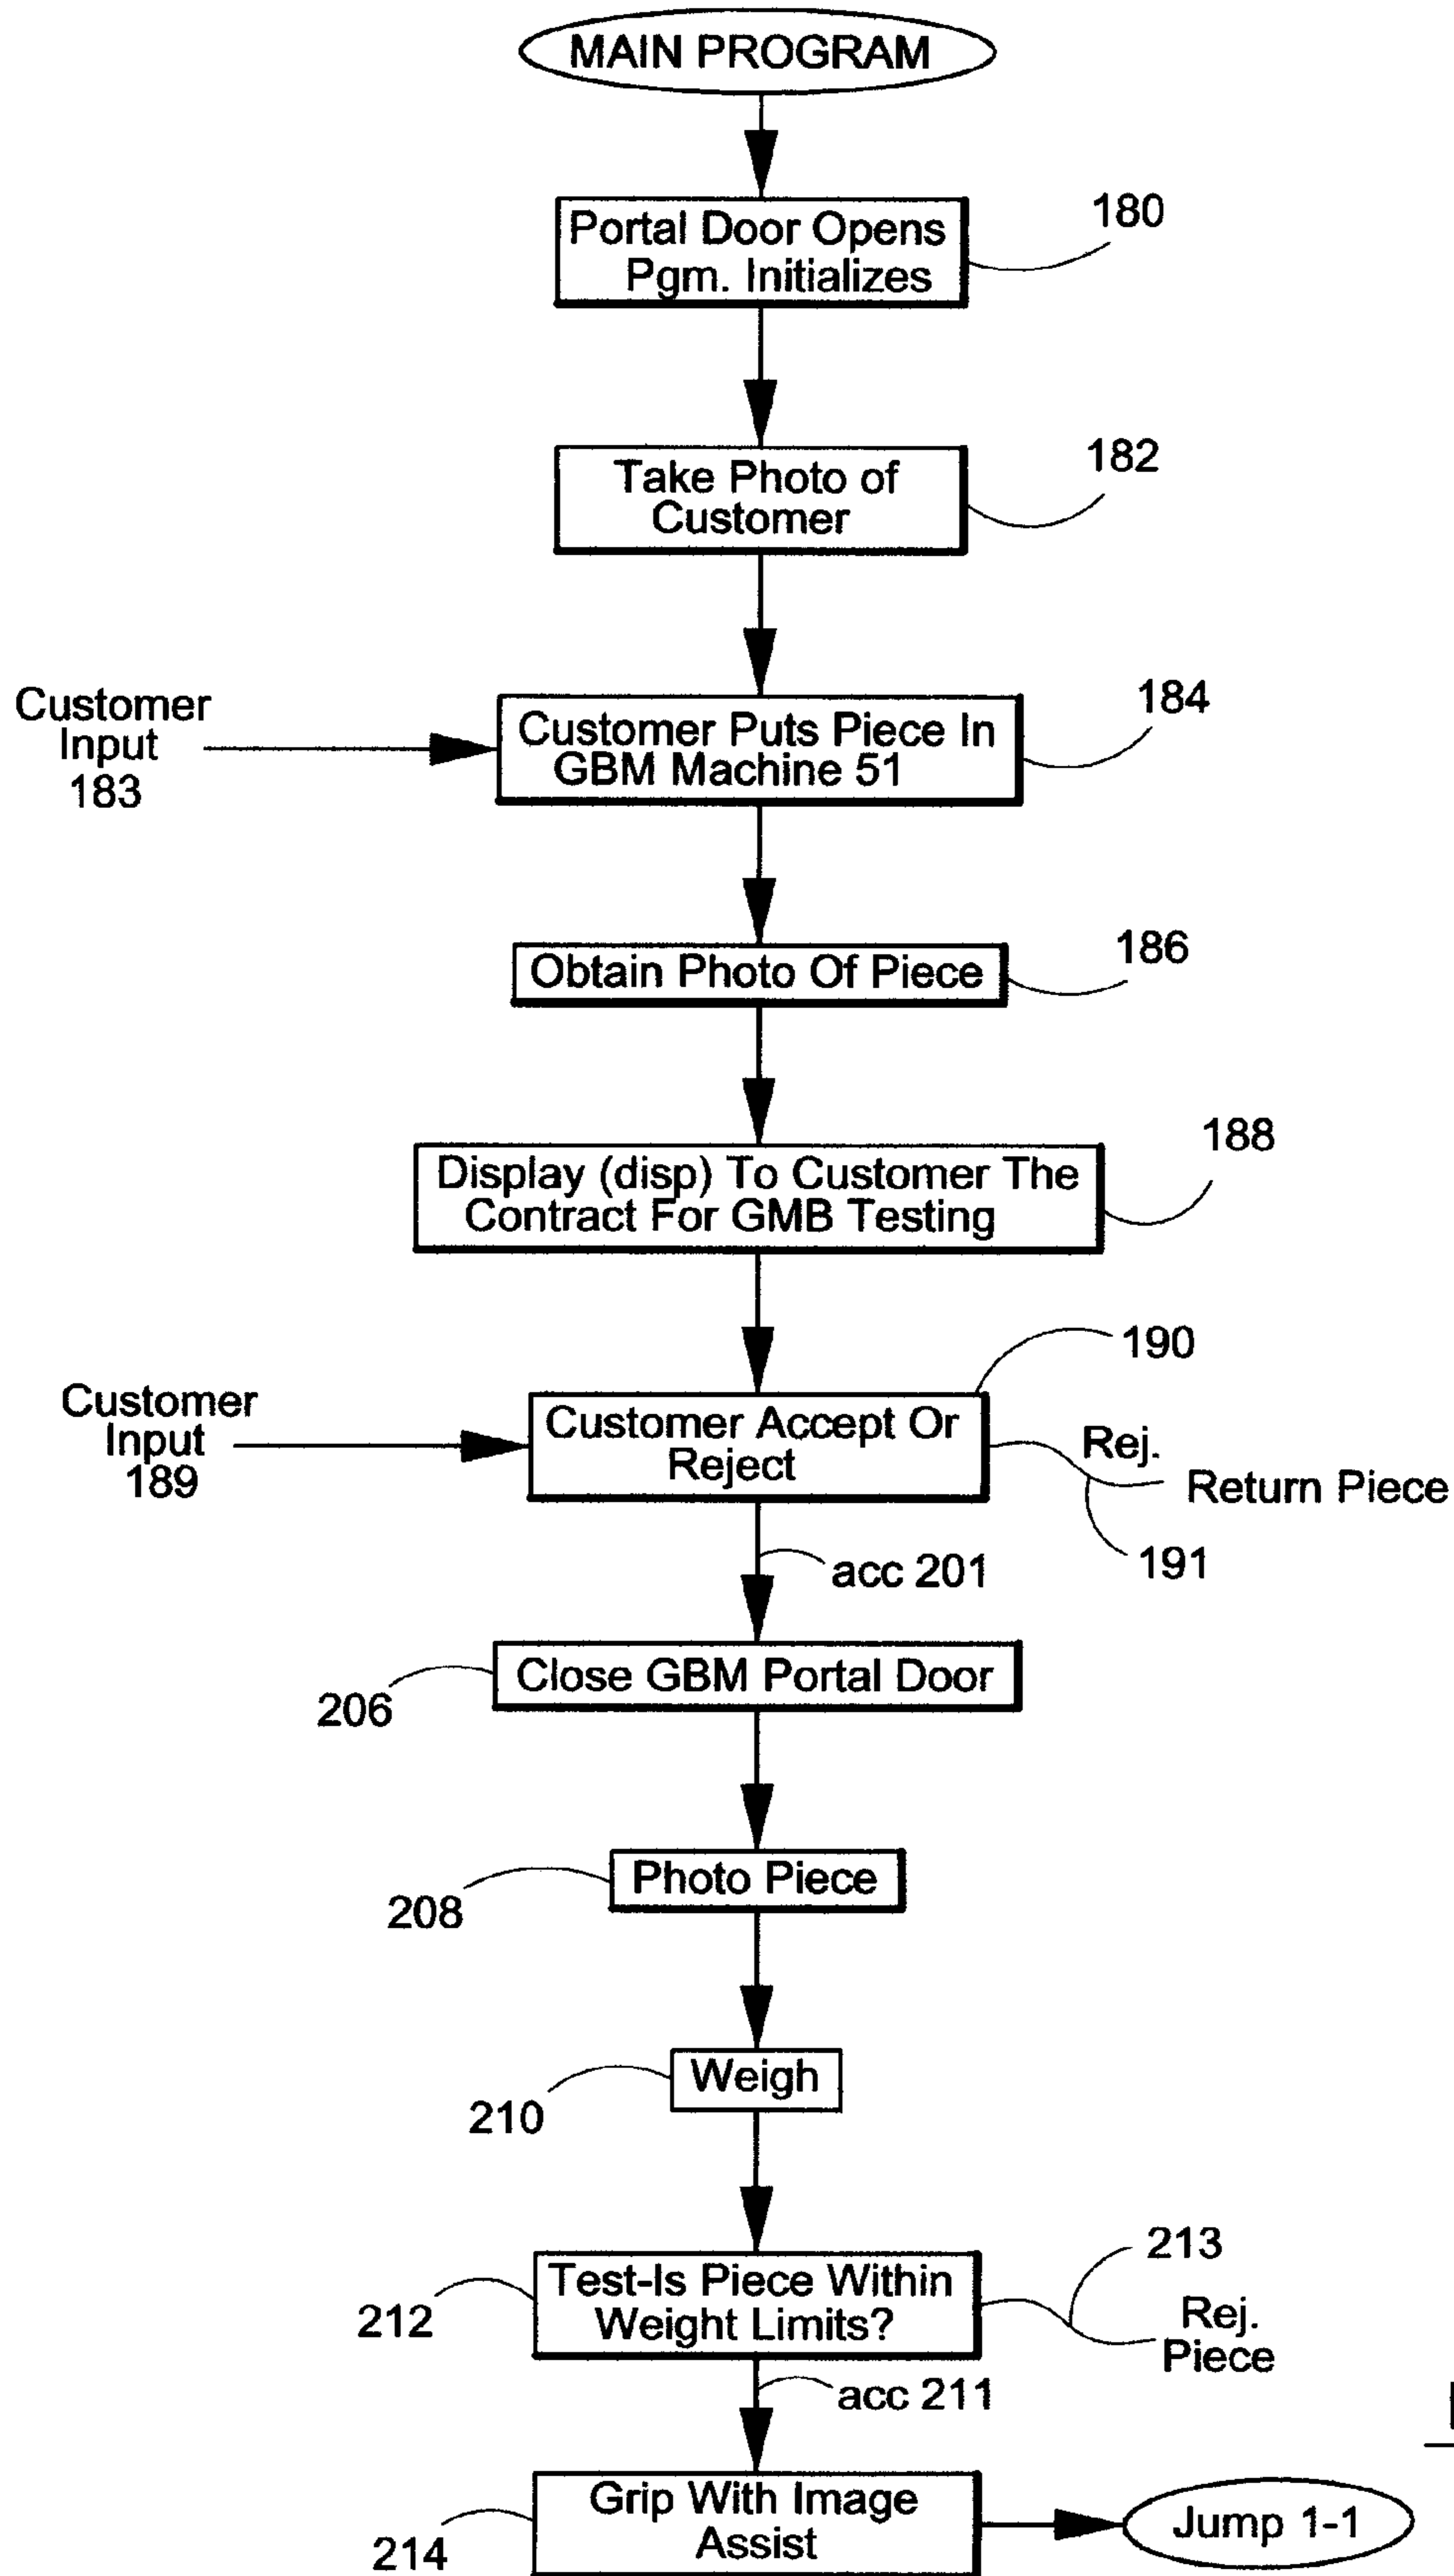 MAIN PROGRAM
Portal Door Opens
Pgm. Initializes
180
Take Photo of
Customer
182
Customer
Input
183
Customer Puts Piece In
GBM Machine 51
184
Obtain Photo Of Piece
186
Display (disp) To Customer The
Contract For GMB Testing
188
190
Customer
Input
189
Customer Accept Or
Reject
Rej.
Return Piece
191
acc 201
Close GBM Portal Door
206
Photo Piece
208
Weigh
210
213
Test-Is Piece Within
Weight Limits?
212
Rej.
Piece
acc 211
Grip With Image
Assist
214
Jump 1-1